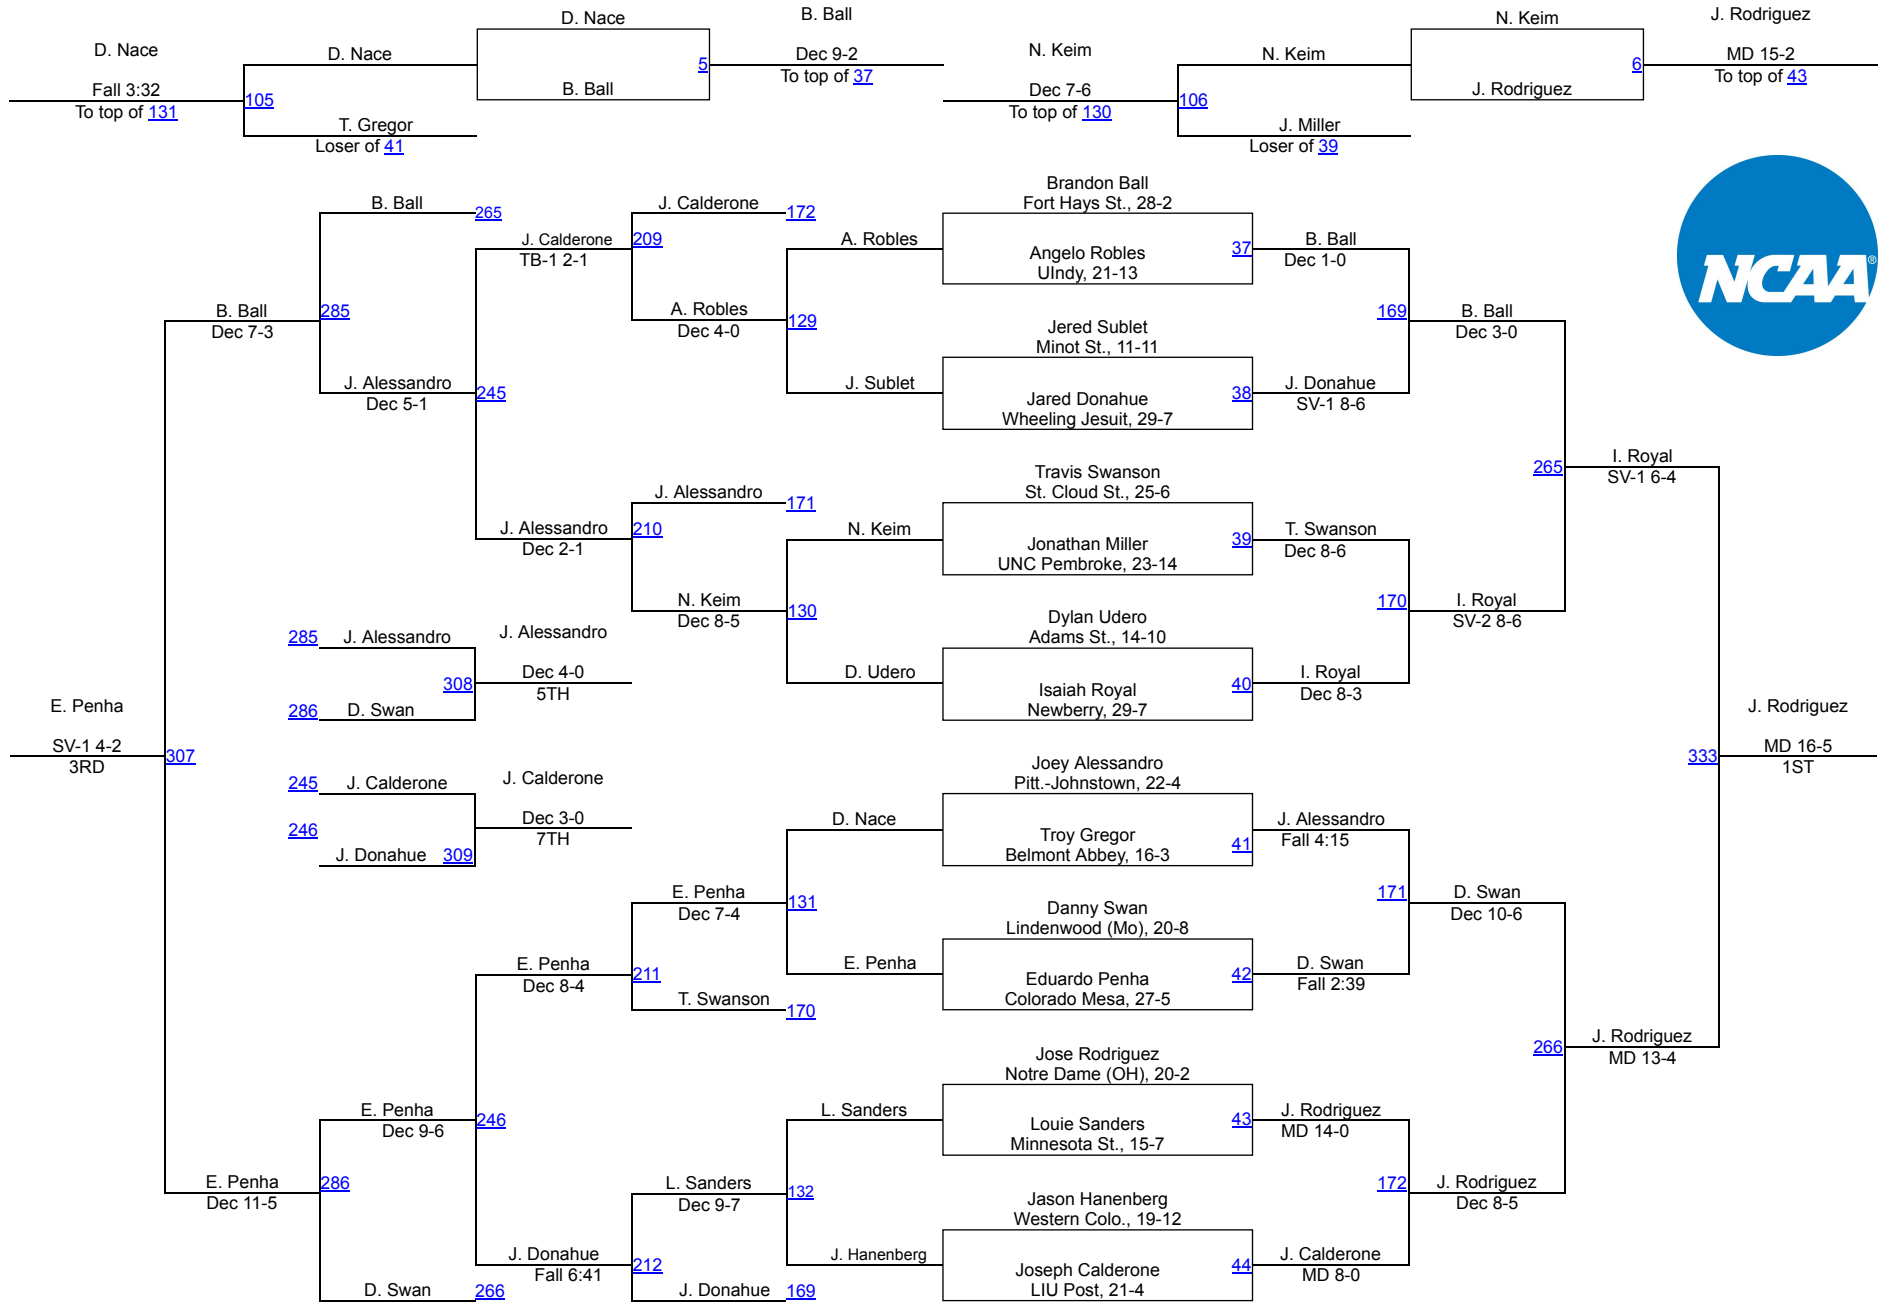 D. Nace
B. Ball
N. Keim
J. Rodriguez
D. Nace
D. Nace
Dec 9-2
N. Keim
N. Keim
MD 15-2
5
To top of 37
6
To top of 43
Fall 3:32
B. Ball
Dec 7-6
J. Rodriguez
To top of 131
105
To top of 130
106
T. Gregor
J. Miller
Loser of 41
Loser of 39
NCAA®
B. Ball
265
J. Calderone
172
Brandon Ball
Fort Hays St., 28-2
J. Calderone
209
A. Robles
37
B. Ball
TB-1 2-1
Angelo Robles
UIndy, 21-13
Dec 1-0
B. Ball
285
A. Robles
129
169
B. Ball
Dec 7-3
Dec 4-0
Jered Sublet
Minot St., 11-11
Dec 3-0
J. Alessandro
245
J. Sublet
38
J. Donahue
Dec 5-1
Jared Donahue
Wheeling Jesuit, 29-7
SV-1 8-6
265
I. Royal
SV-1 6-4
J. Alessandro
171
Travis Swanson
St. Cloud St., 25-6
J. Alessandro
210
N. Keim
39
T. Swanson
Dec 2-1
Jonathan Miller
UNC Pembroke, 23-14
Dec 8-6
N. Keim
130
170
I. Royal
Dec 8-5
Dylan Udero
Adams St., 14-10
SV-2 8-6
285
J. Alessandro
J. Alessandro
308
Dec 4-0
5TH
D. Udero
40
I. Royal
286
D. Swan
Isaiah Royal
Newberry, 29-7
Dec 8-3
E. Penha
J. Rodriguez
SV-1 4-2
307
333
MD 16-5
3RD
1ST
245
J. Calderone
J. Calderone
Joey Alessandro
Pitt.-Johnstown, 22-4
246
Dec 3-0
7TH
D. Nace
41
J. Alessandro
J. Donahue
309
Troy Gregor
Belmont Abbey, 16-3
Fall 4:15
E. Penha
131
171
D. Swan
Dec 7-4
Danny Swan
Lindenwood (Mo), 20-8
Dec 10-6
E. Penha
211
E. Penha
42
D. Swan
Dec 8-4
Eduardo Penha
Colorado Mesa, 27-5
Fall 2:39
T. Swanson
170
266
J. Rodriguez
MD 13-4
Jose Rodriguez
Notre Dame (OH), 20-2
E. Penha
246
L. Sanders
43
J. Rodriguez
Dec 9-6
Louie Sanders
Minnesota St., 15-7
MD 14-0
E. Penha
286
L. Sanders
132
172
J. Rodriguez
Dec 11-5
Dec 9-7
Jason Hanenberg
Western Colo., 19-12
Dec 8-5
J. Donahue
212
J. Hanenberg
44
J. Calderone
Fall 6:41
Joseph Calderone
LIU Post, 21-4
MD 8-0
D. Swan
266
J. Donahue
169